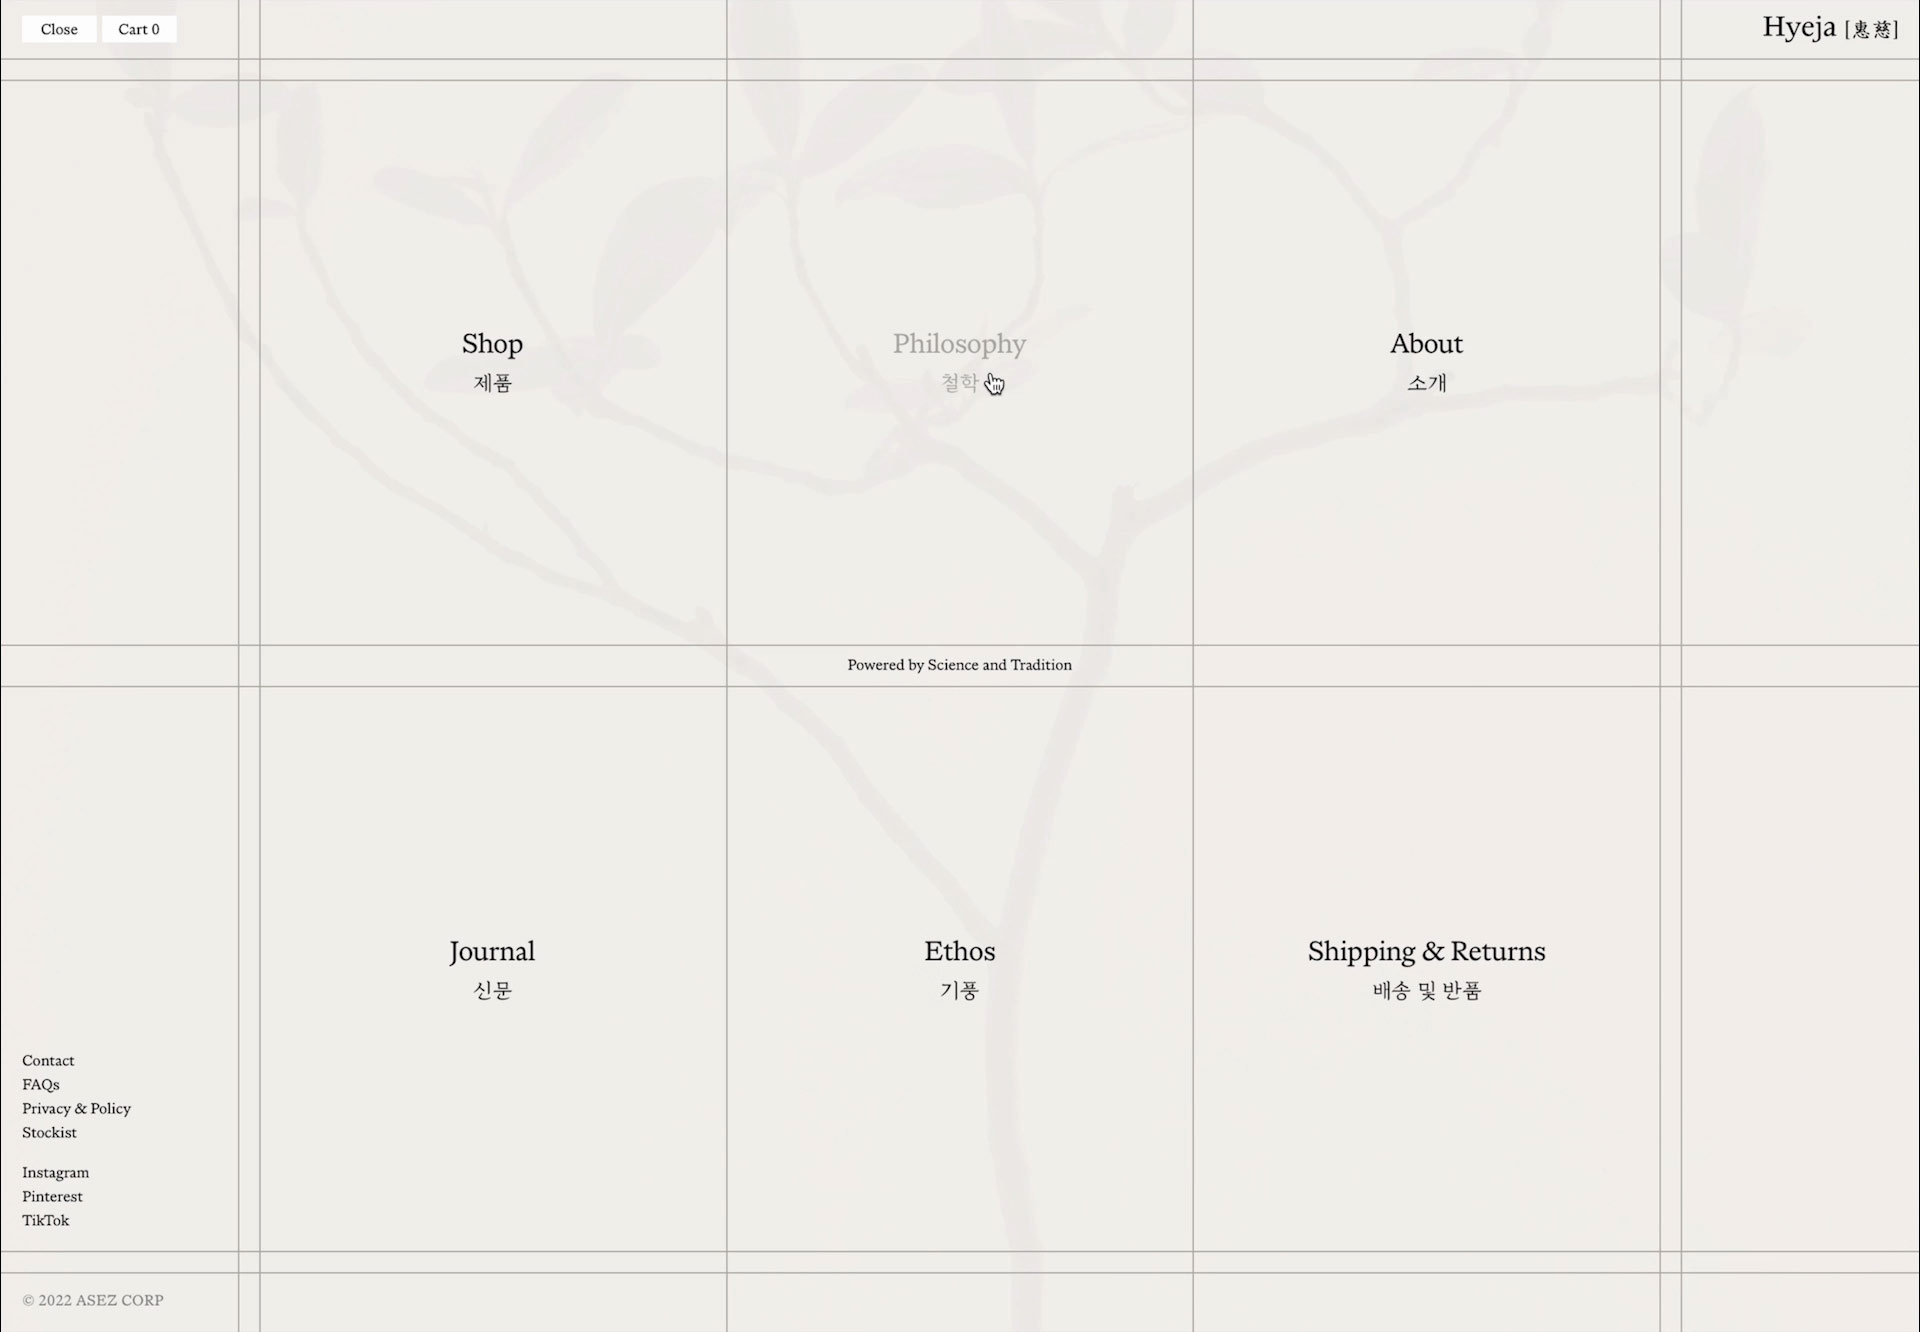 Close
Cart 0
Hyeja [惠慈]
Shop
제품
Philosophy
철학
About
소개
Powered by Science and Tradition
Journal
신문
Ethos
기풍
Shipping & Returns
배송 및 반품
Contact
FAQs
Privacy & Policy
Stockist
Instagram
Pinterest
TikTok
© 2022 ASEZ CORP